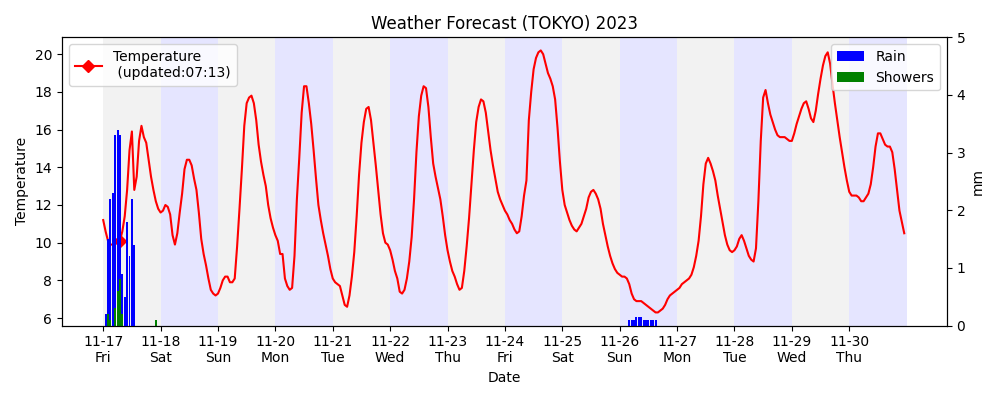 Weather Forecast (TOKYO) 2023
Temperature
(updated:07:13)
Rain
Showers
20
18
16
14
12
10
8
6
Temperature
5
4
3
2
1
0
mm
11-17 11-18 11-19 11-20 11-21 11-22 11-23 11-24 11-25 11-26 11-27 11-28 11-29 11-30
Fri Sat Sun Mon Tue Wed Thu Fri Sat Sun Mon Tue Wed Thu
Date